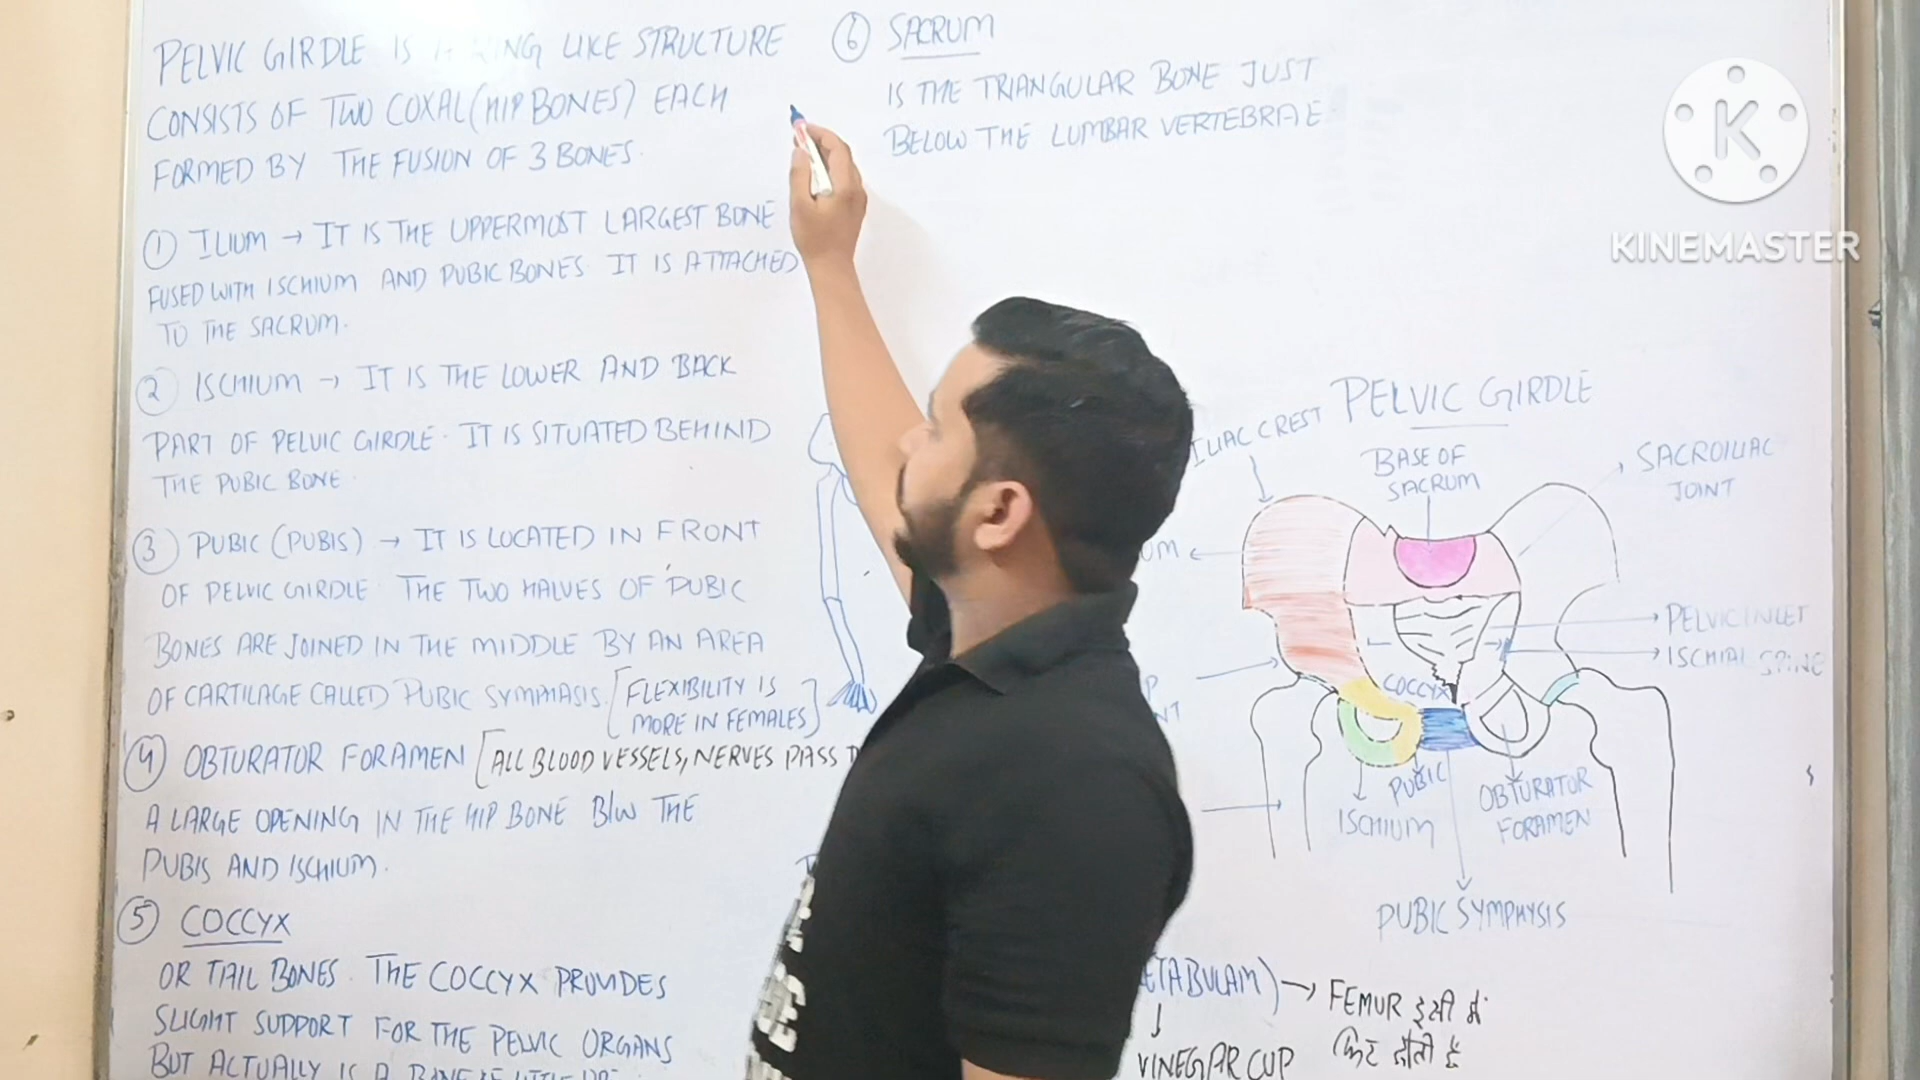 PELVIC GIRDLE IS A RING LIKE STRUCTURE
CONSISTS OF TWO COXAL (HIP BONES) EACH
FORMED BY THE FUSION OF 3 BONES.
① ILIUM → IT IS THE UPPERMOST LARGEST BONE
FUSED WITH ISCHIUM AND PUBIC BONES IT IS ATTACHED
TO THE SACRUM.
② ISCHIUM → IT IS THE LOWER AND BACK
PART OF PELVIC GIRDLE. IT IS SITUATED BEHIND
THE PUBIC BONE.
③ PUBIC (PUBIS) → IT IS LOCATED IN FRONT
OF PELVIC GIRDLE THE TWO HALVES OF PUBIC
BONES ARE JOINED IN THE MIDDLE BY AN AREA
OF CARTILAGE CALLED PUBIC SYMPHASIS. [FLEXIBILITY IS
MORE IN FEMALES]
④ OBTURATOR FORAMEN [ALL BLOOD VESSELS, NERVES PASS
A LARGE OPENING IN THE HIP BONE B/W THE
PUBIS AND ISCHIUM.
⑤ COCCYX
OR TAIL BONES. THE COCCYX PROVIDES
SLIGHT SUPPORT FOR THE PELVIC ORGANS
BUT ACTUALLY IS A BONE OF LITTLE
⑥ SACRUM
IS THE TRIANGULAR BONE JUST
BELOW THE LUMBAR VERTEBRAE
K
KINEMASTER
PELVIC GIRDLE
ILIAC CREST
BASE OF
SACRUM
SACROILIAC
JOINT
UM
PELVIC INLET
ISCHIAL SPINE
COCCYX
PUBIC
ISCHIUM
OBTURATOR
FORAMEN
PUBIC SYMPHYSIS
ETABULAM) → FEMUR इसी में
फिट होती है
VINEGAR CUP